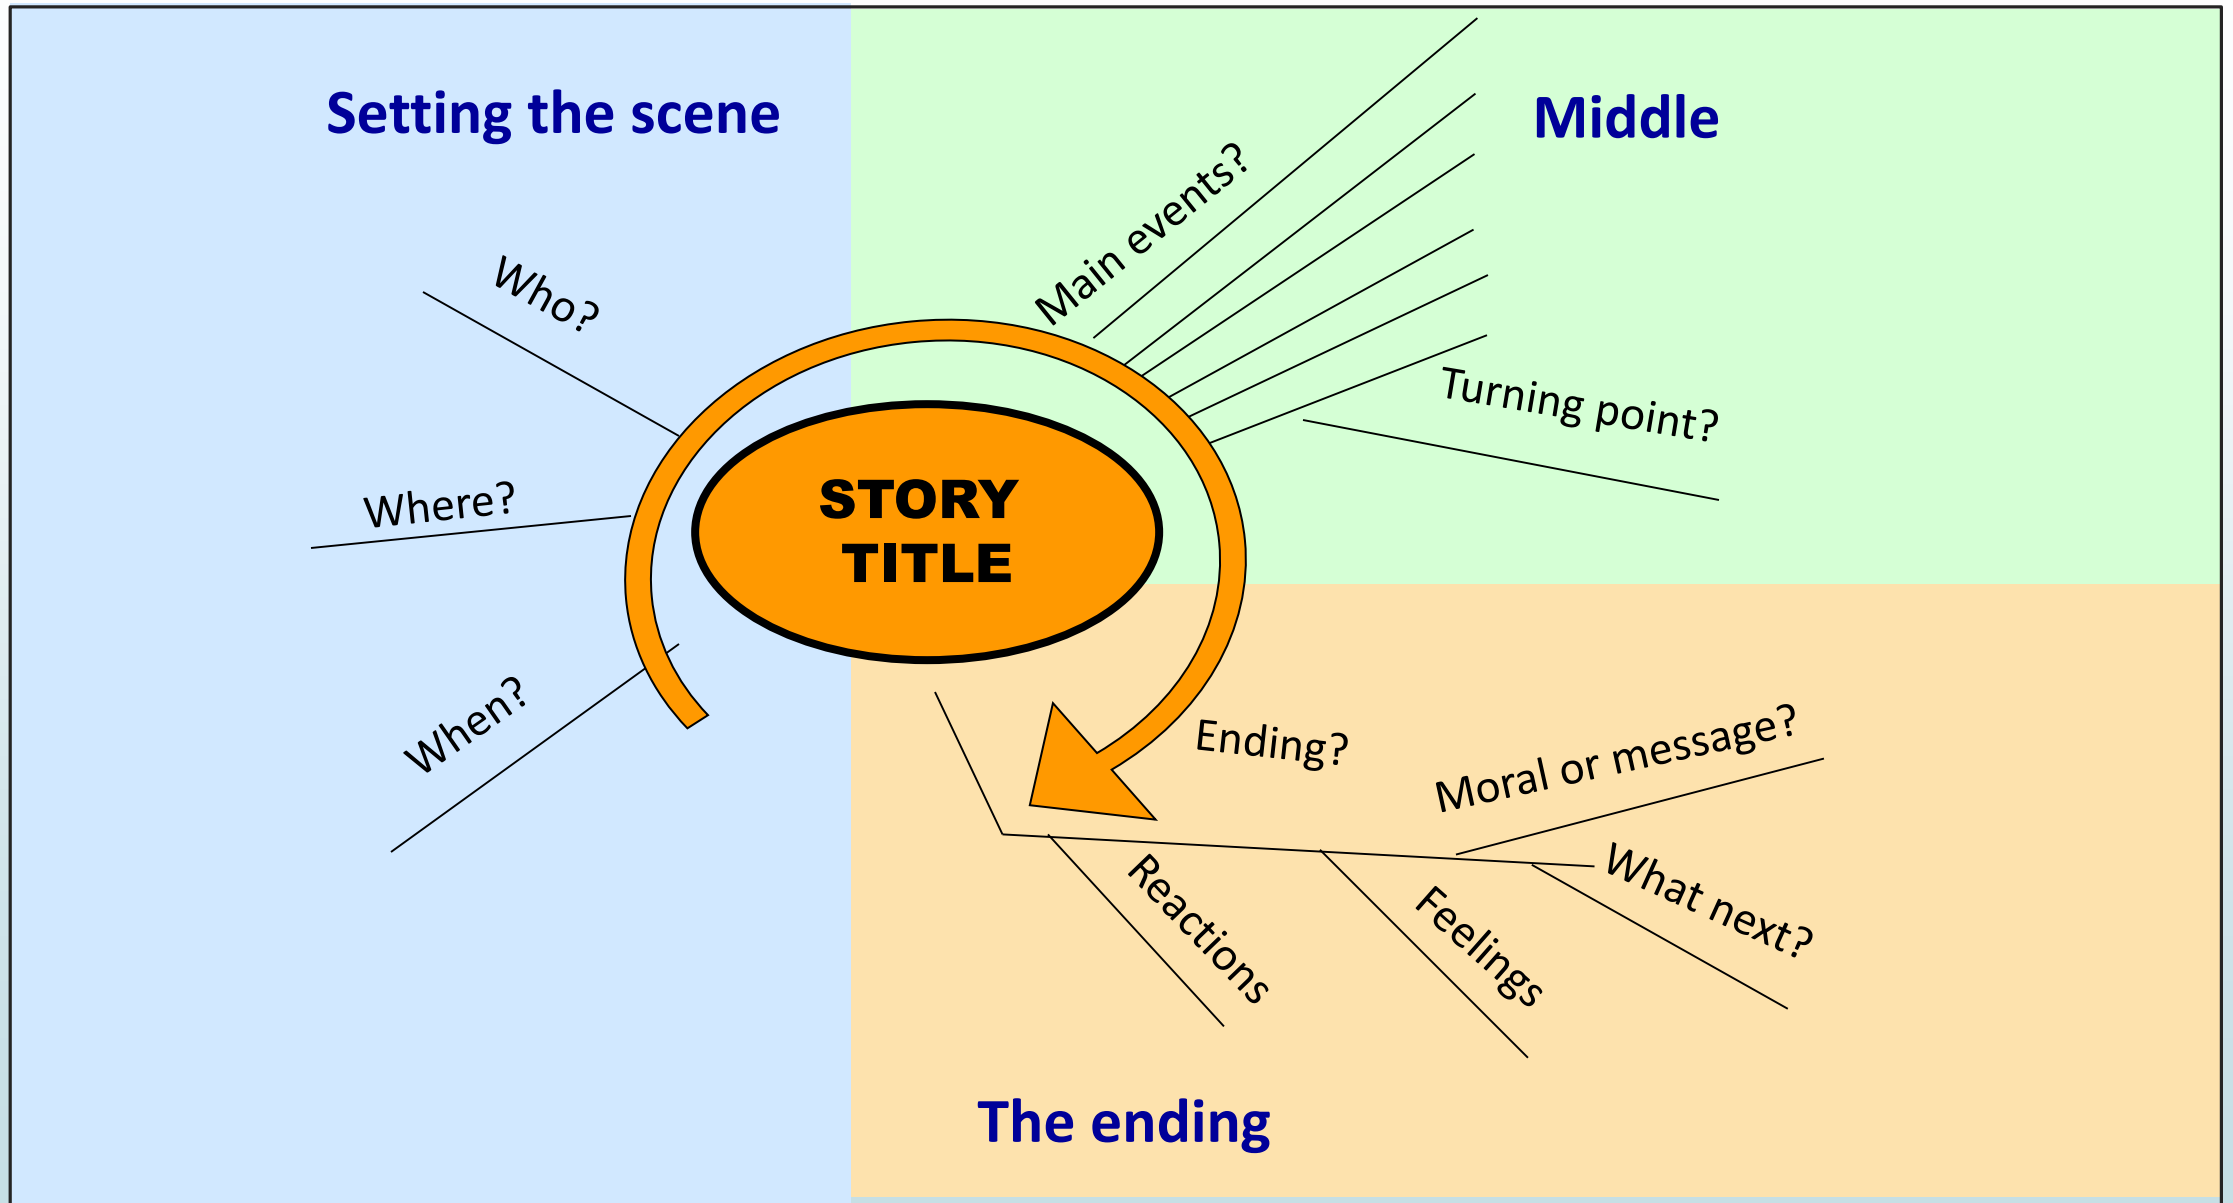 Setting the scene
Who?
Where?
When?
STORY
TITLE
Middle
Main events?
Turning point?
Ending?
Moral or message?
What next?
Reactions
Feelings
The ending